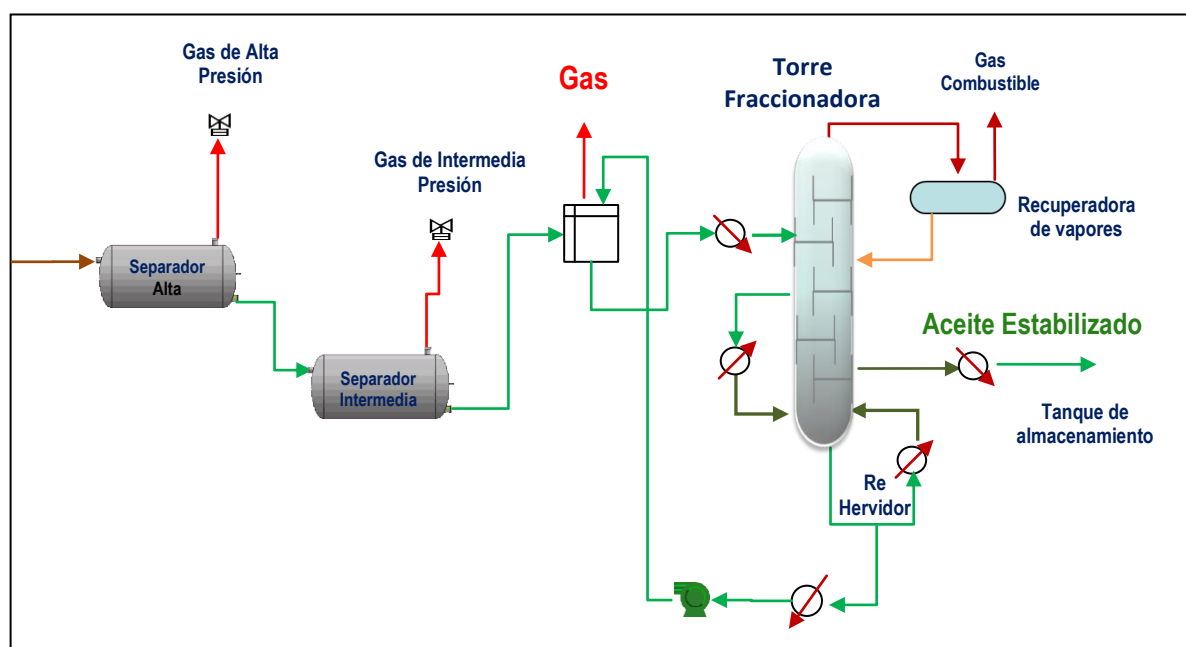 Gas de Alta
Presión
Gas de Intermedia
Presión
Gas
Torre
Fraccionadora
Gas
Combustible
Recuperadora
de vapores
Separador
Alta
Separador
Intermedia
Aceite Estabilizado
Tanque de
almacenamiento
Re
Hervidor